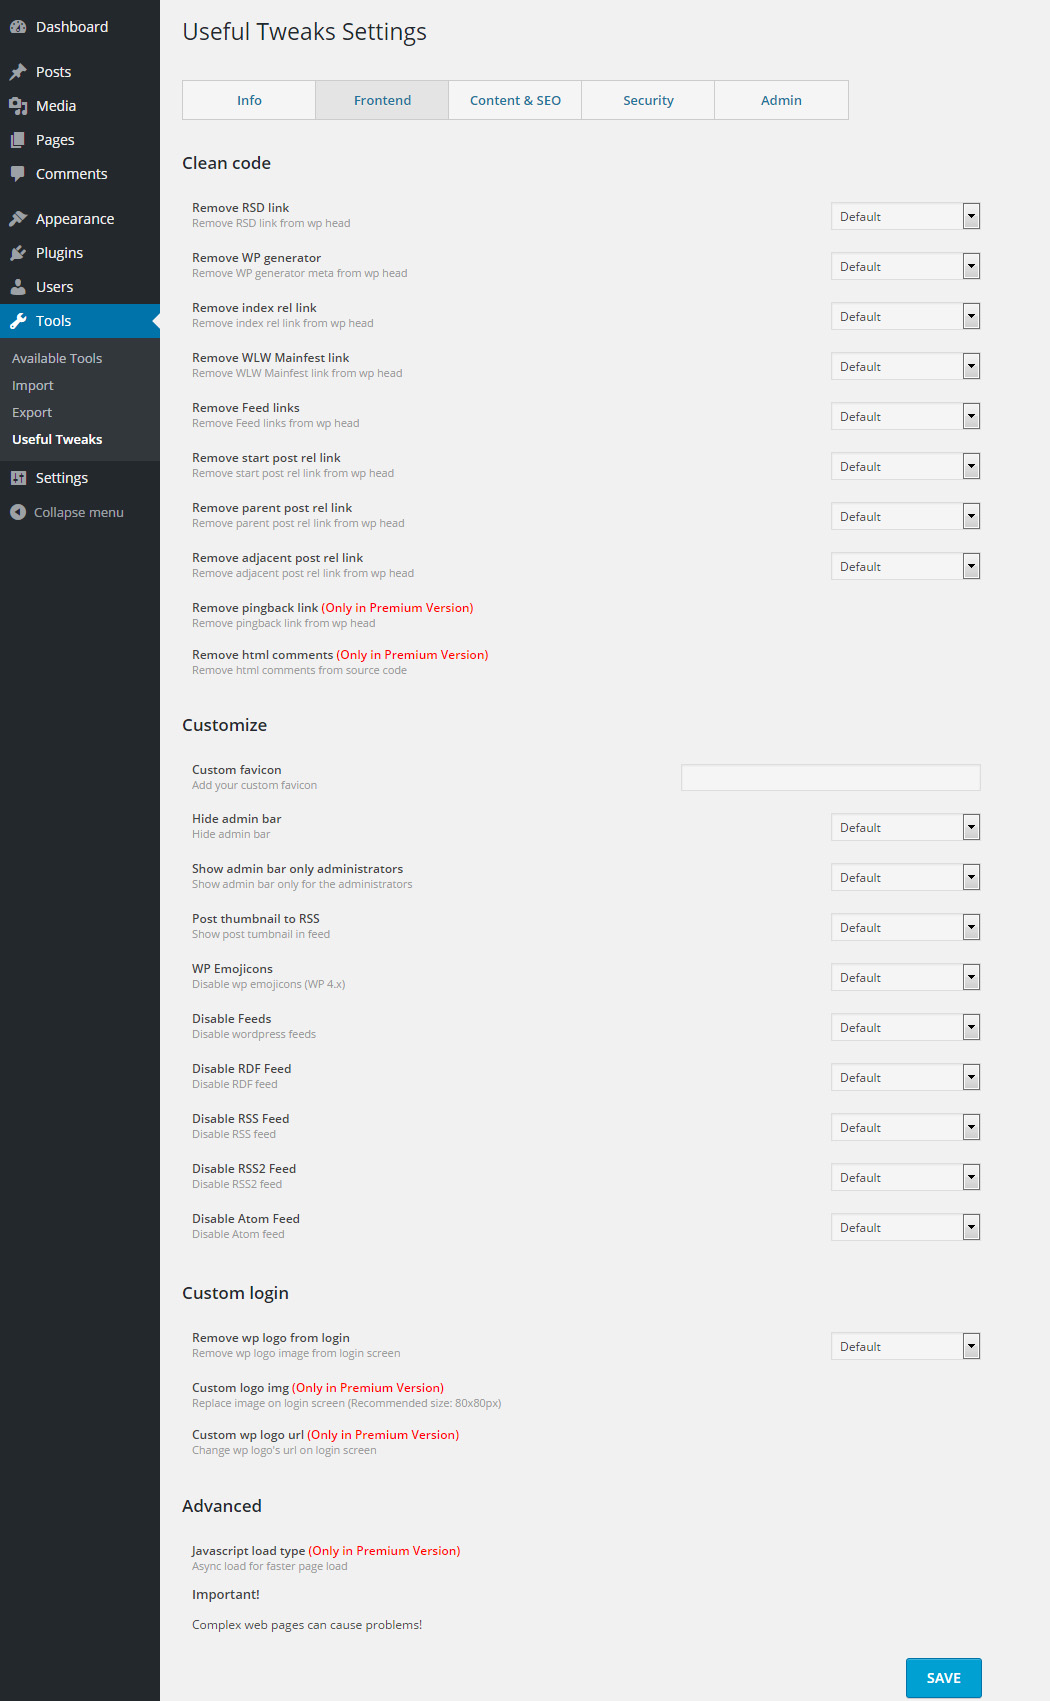 Dashboard
Posts
Media
Pages
Comments
Appearance
Plugins
Users
Tools
Available Tools
Import
Export
Useful Tweaks
Settings
Collapse menu
Useful Tweaks Settings
Info
Frontend
Content & SEO
Security
Admin
Clean code
Remove RSD link
Default
Remove RSD link from wp head
Remove WP generator
Default
Remove WP generator meta from wp head
Remove index rel link
Default
Remove index rel link from wp head
Remove WLW Mainfest link
Default
Remove WLW Mainfest link from wp head
Remove Feed links
Default
Remove Feed links from wp head
Remove start post rel link
Default
Remove start post rel link from wp head
Remove parent post rel link
Default
Remove parent post rel link from wp head
Remove adjacent post rel link
Default
Remove adjacent post rel link from wp head
Remove pingback link (Only in Premium Version)
Remove pingback link from wp head
Remove html comments (Only in Premium Version)
Remove html comments from source code
Customize
Custom favicon
Add your custom favicon
Hide admin bar
Default
Hide admin bar
Show admin bar only administrators
Default
Show admin bar only for the administrators
Post thumbnail to RSS
Default
Show post tumbnail in feed
WP Emojicons
Default
Disable wp emojicons (WP 4.x)
Disable Feeds
Default
Disable wordpress feeds
Disable RDF Feed
Default
Disable RDF feed
Disable RSS Feed
Default
Disable RSS feed
Disable RSS2 Feed
Default
Disable RSS2 feed
Disable Atom Feed
Default
Disable Atom feed
Custom login
Remove wp logo from login
Default
Remove wp logo image from login screen
Custom logo img (Only in Premium Version)
Replace image on login screen (Recommended size: 80x80px)
Custom wp logo url (Only in Premium Version)
Change wp logo's url on login screen
Advanced
Javascript load type (Only in Premium Version)
Async load for faster page load
Important!
Complex web pages can cause problems!
SAVE